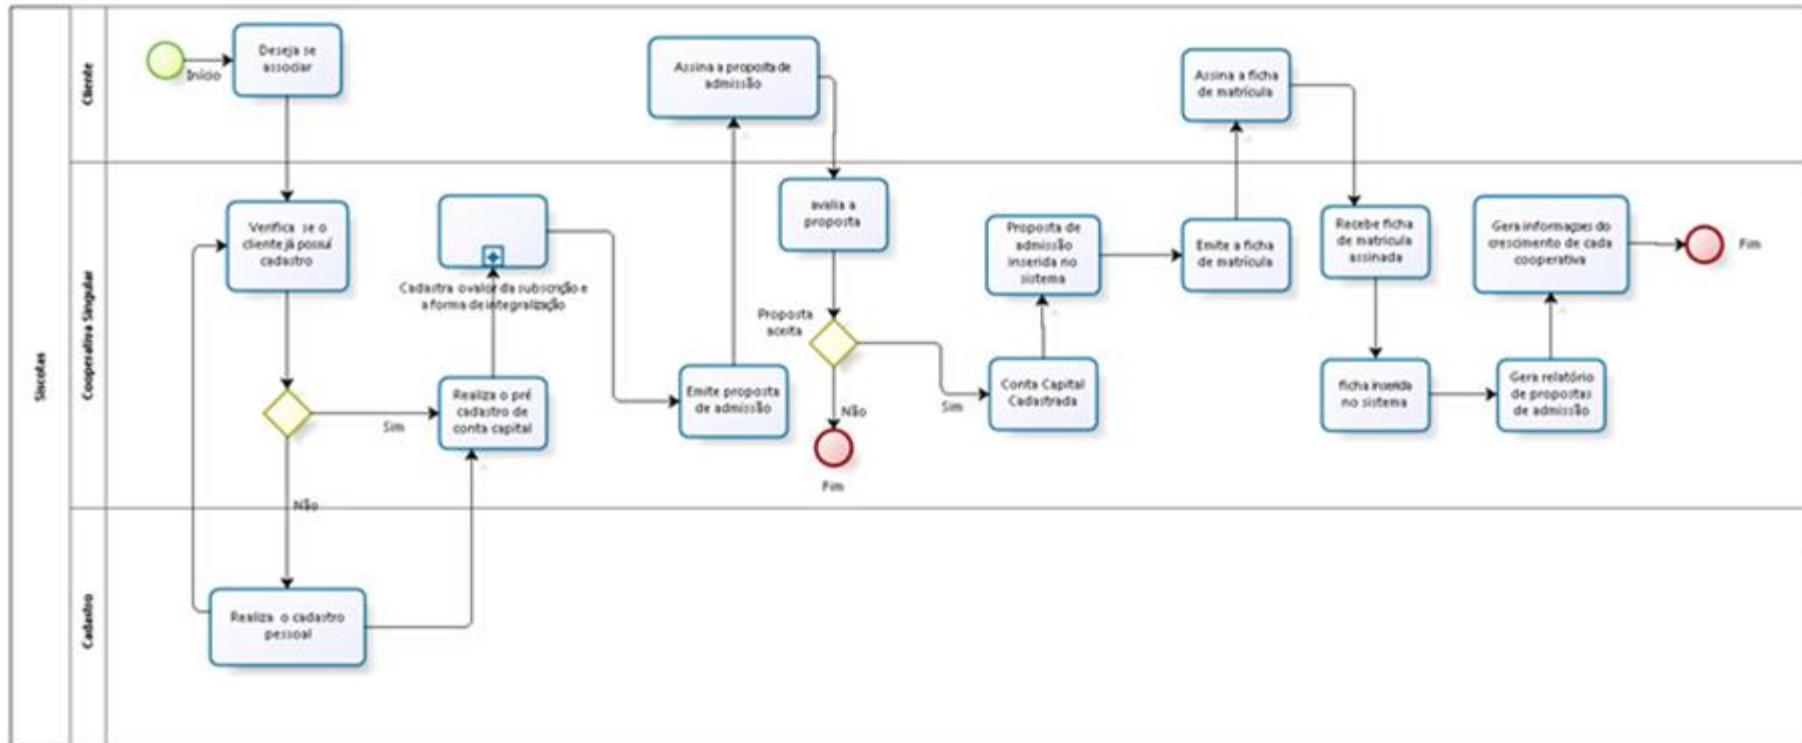 Siscotas
Cliente
Início
Deseja se
associar
Assina a proposta de
admissão
Assina a ficha
de matrícula
Cooperativa Singular
Verifica se o
cliente já possui
cadastro
Cadastra o valor da subscrição e
a forma de integralização
Sim
Não
Realiza o pré
cadastro de
conta capital
Emite proposta
de admissão
avalia a
proposta
Proposta
aceita
Não
Fim
Sim
Conta Capital
Cadastrada
Proposta de
admissão
inserida no
sistema
Emite a ficha
de matrícula
Recebe ficha
de matricula
assinada
ficha inserida
no sistema
Gera relatório
de propostas
de admissão
Gera informaçoes do
crescimento de cada
cooperativa
Fim
Cadastro
Realiza o cadastro
pessoal